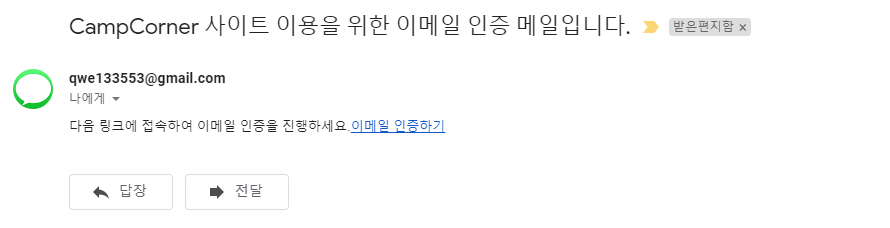 CampCorner 사이트 이용을 위한 이메일 인증 메일입니다. 받은편지함 ×
qwe133553@gmail.com
나에게
다음 링크에 접속하여 이메일 인증을 진행하세요.이메일 인증하기
답장 전달